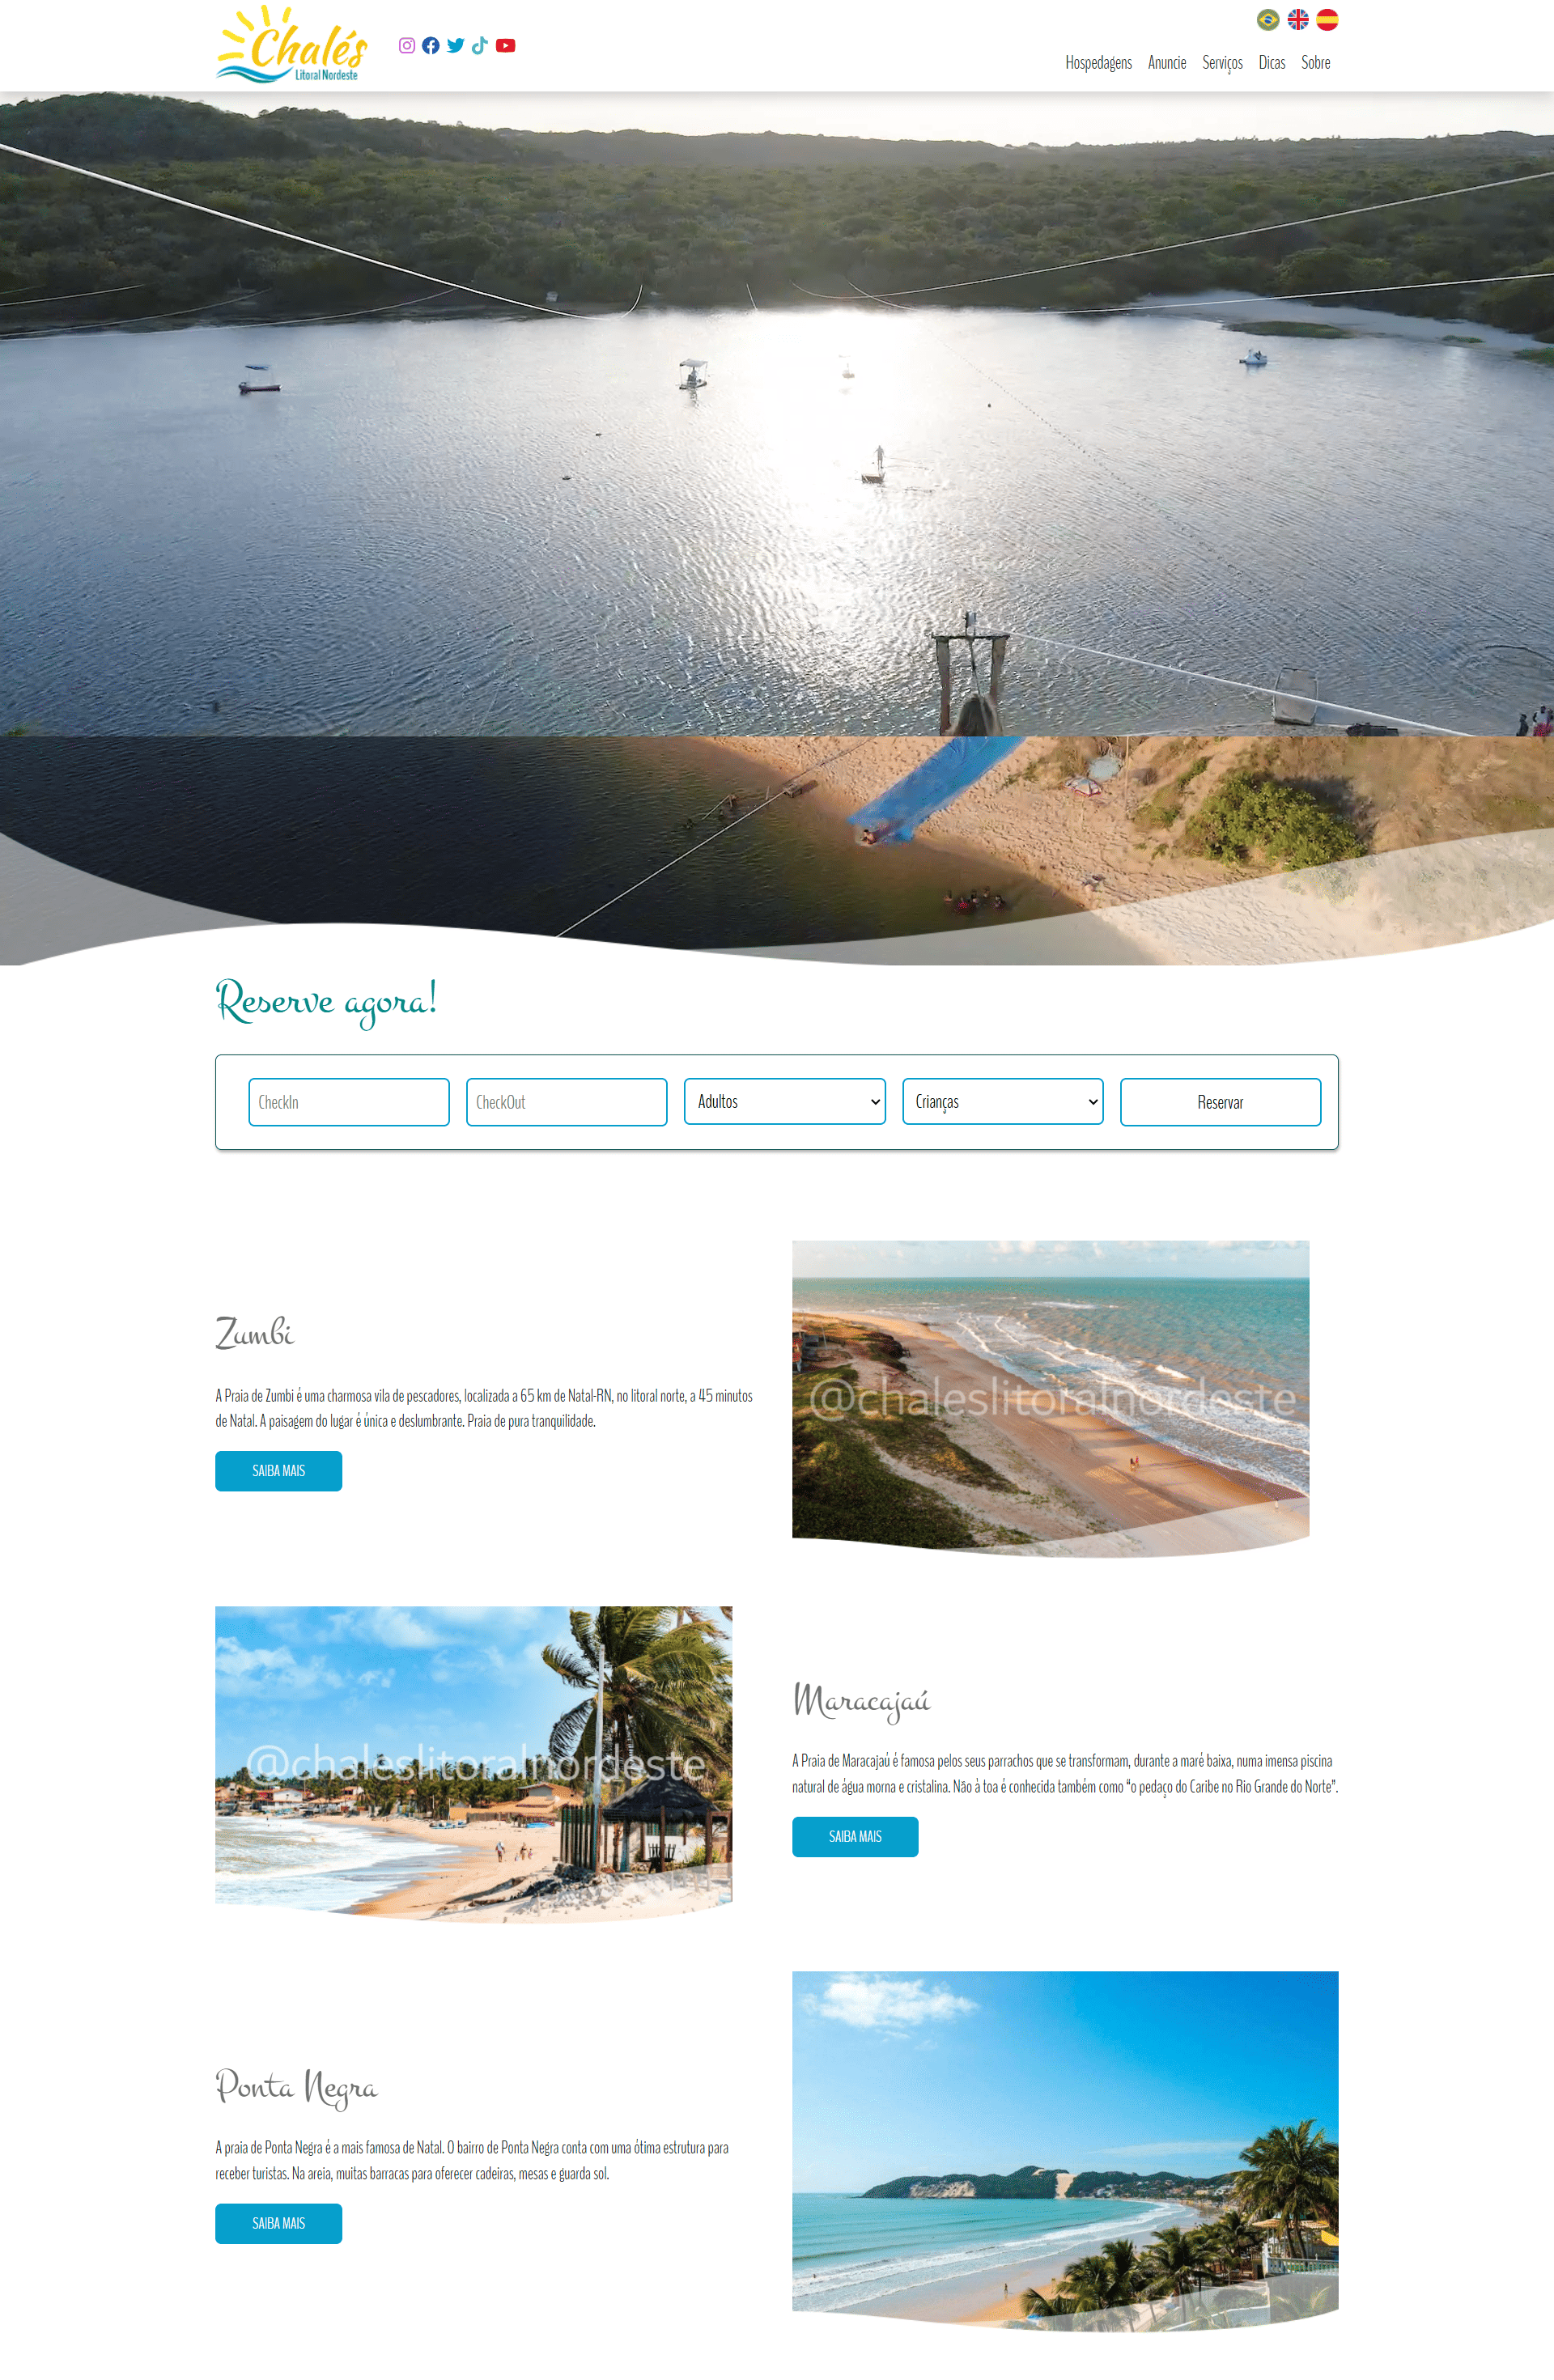 Chalés
Litoral Nordeste
Hospedagens Anuncie Serviços Dicas Sobre
Reserve agora!
CheckIn CheckOut Adultos Crianças Reservar
Zumbi
A Praia de Zumbi é uma charmosa vila de pescadores, localizada a 65 km de Natal-RN, no litoral norte, a 45 minutos
de Natal. A paisagem do lugar é única e deslumbrante. Praia de pura tranquilidade.
SAIBA MAIS
@chaleslitoralnordeste
@chaleslitoralnordeste
Maracajaú
A Praia de Maracajaú é famosa pelos seus parrachos que se transformam, durante a maré baixa, numa imensa piscina
natural de água morna e cristalina. Não à toa é conhecida também como “o pedaço do Caribe no Rio Grande do Norte”.
SAIBA MAIS
Ponta Negra
A praia de Ponta Negra é a mais famosa de Natal. O bairro de Ponta Negra conta com uma ótima estrutura para
receber turistas. Na areia, muitas barracas para oferecer cadeiras, mesas e guarda sol.
SAIBA MAIS